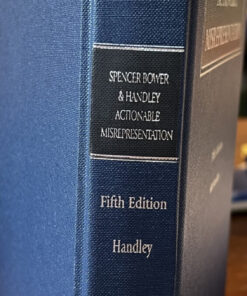 SPENCER BOWER
& HANDLEY
ACTIONABLE
MISREPRESENTATION
Fifth Edition
Handley